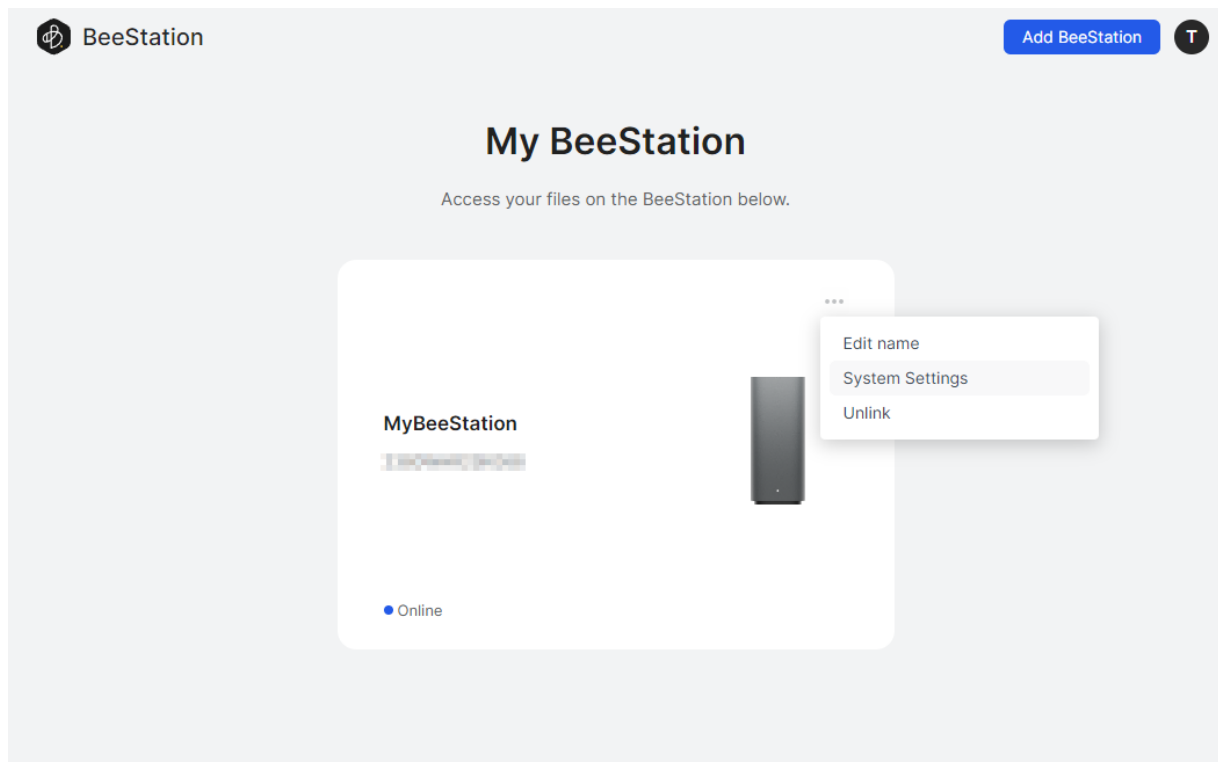 BeeStation
Add BeeStation
T
My BeeStation
Access your files on the BeeStation below.
Edit name
System Settings
Unlink
MyBeeStation
Online